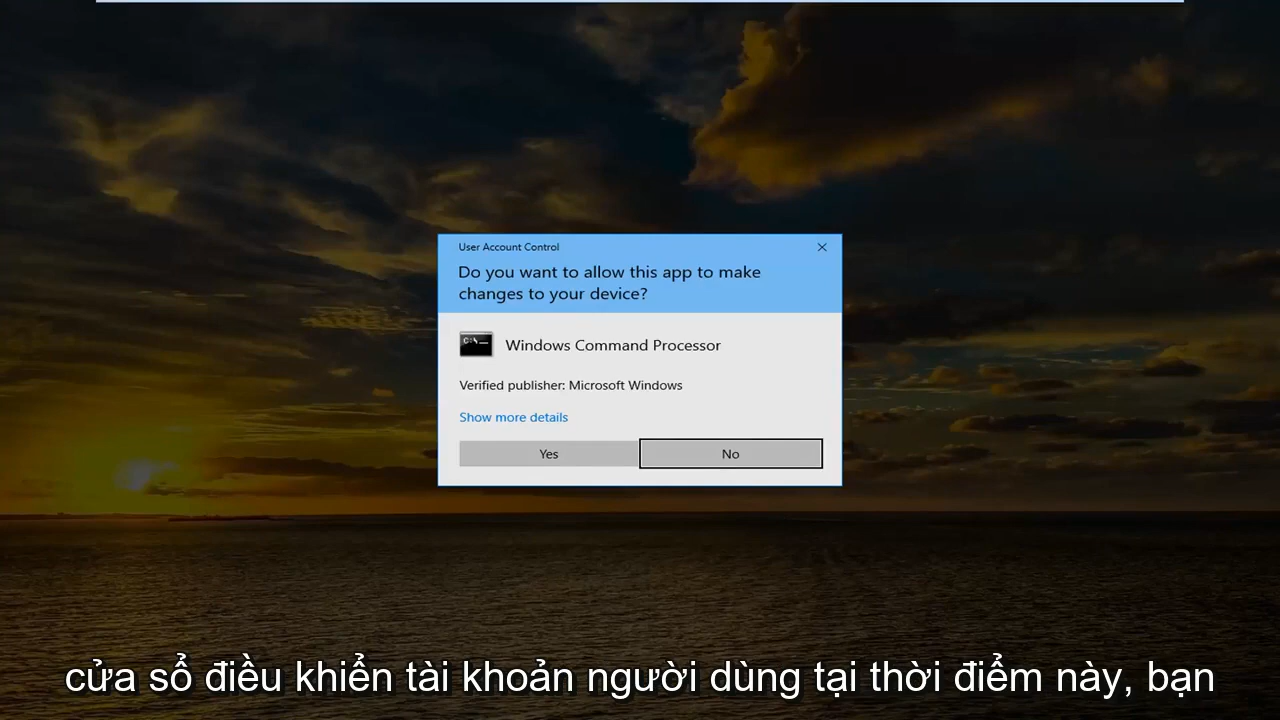 User Account Control
Do you want to allow this app to make
changes to your device?
C:\
Windows Command Processor
Verified publisher: Microsoft Windows
Show more details
Yes
No
cửa sổ điều khiển tài khoản người dùng tại thời điểm này, bạn